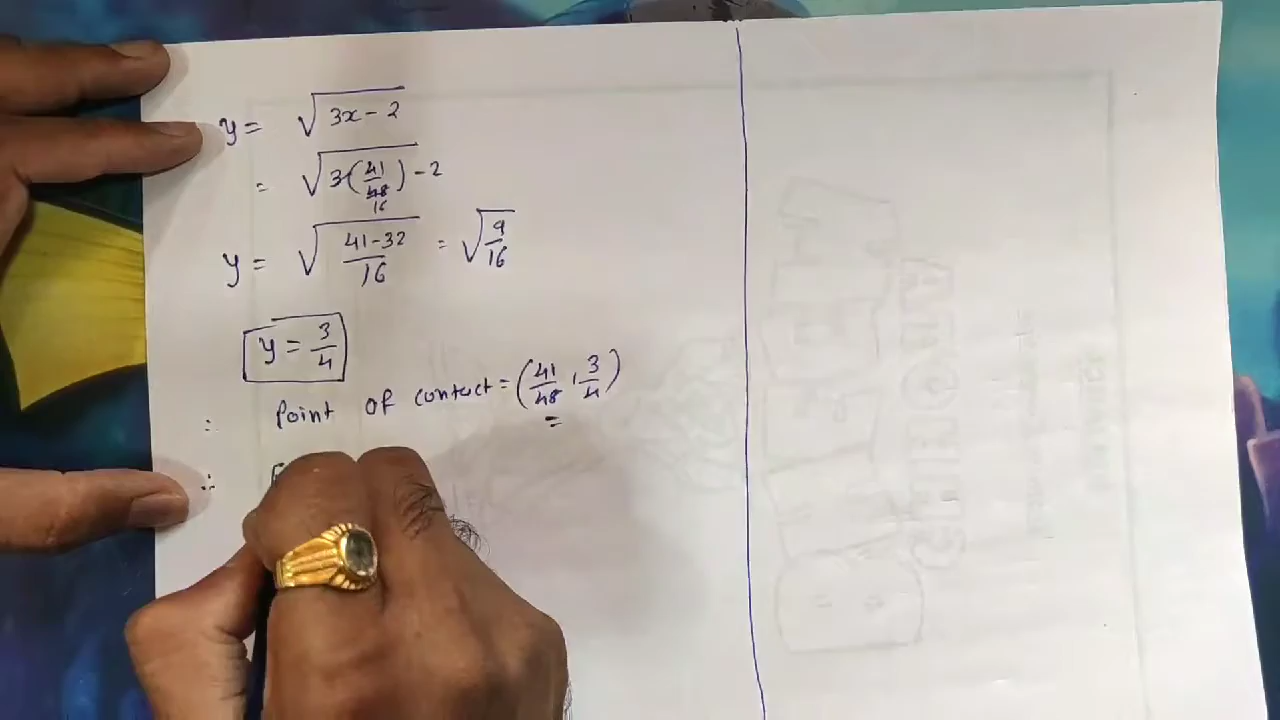 y = √3x-2
= √3(41/48)-2
16
y = √41-32/16 = √9/16
y = 3/4
∴ Point of contact = (41/48, 3/4)
∴